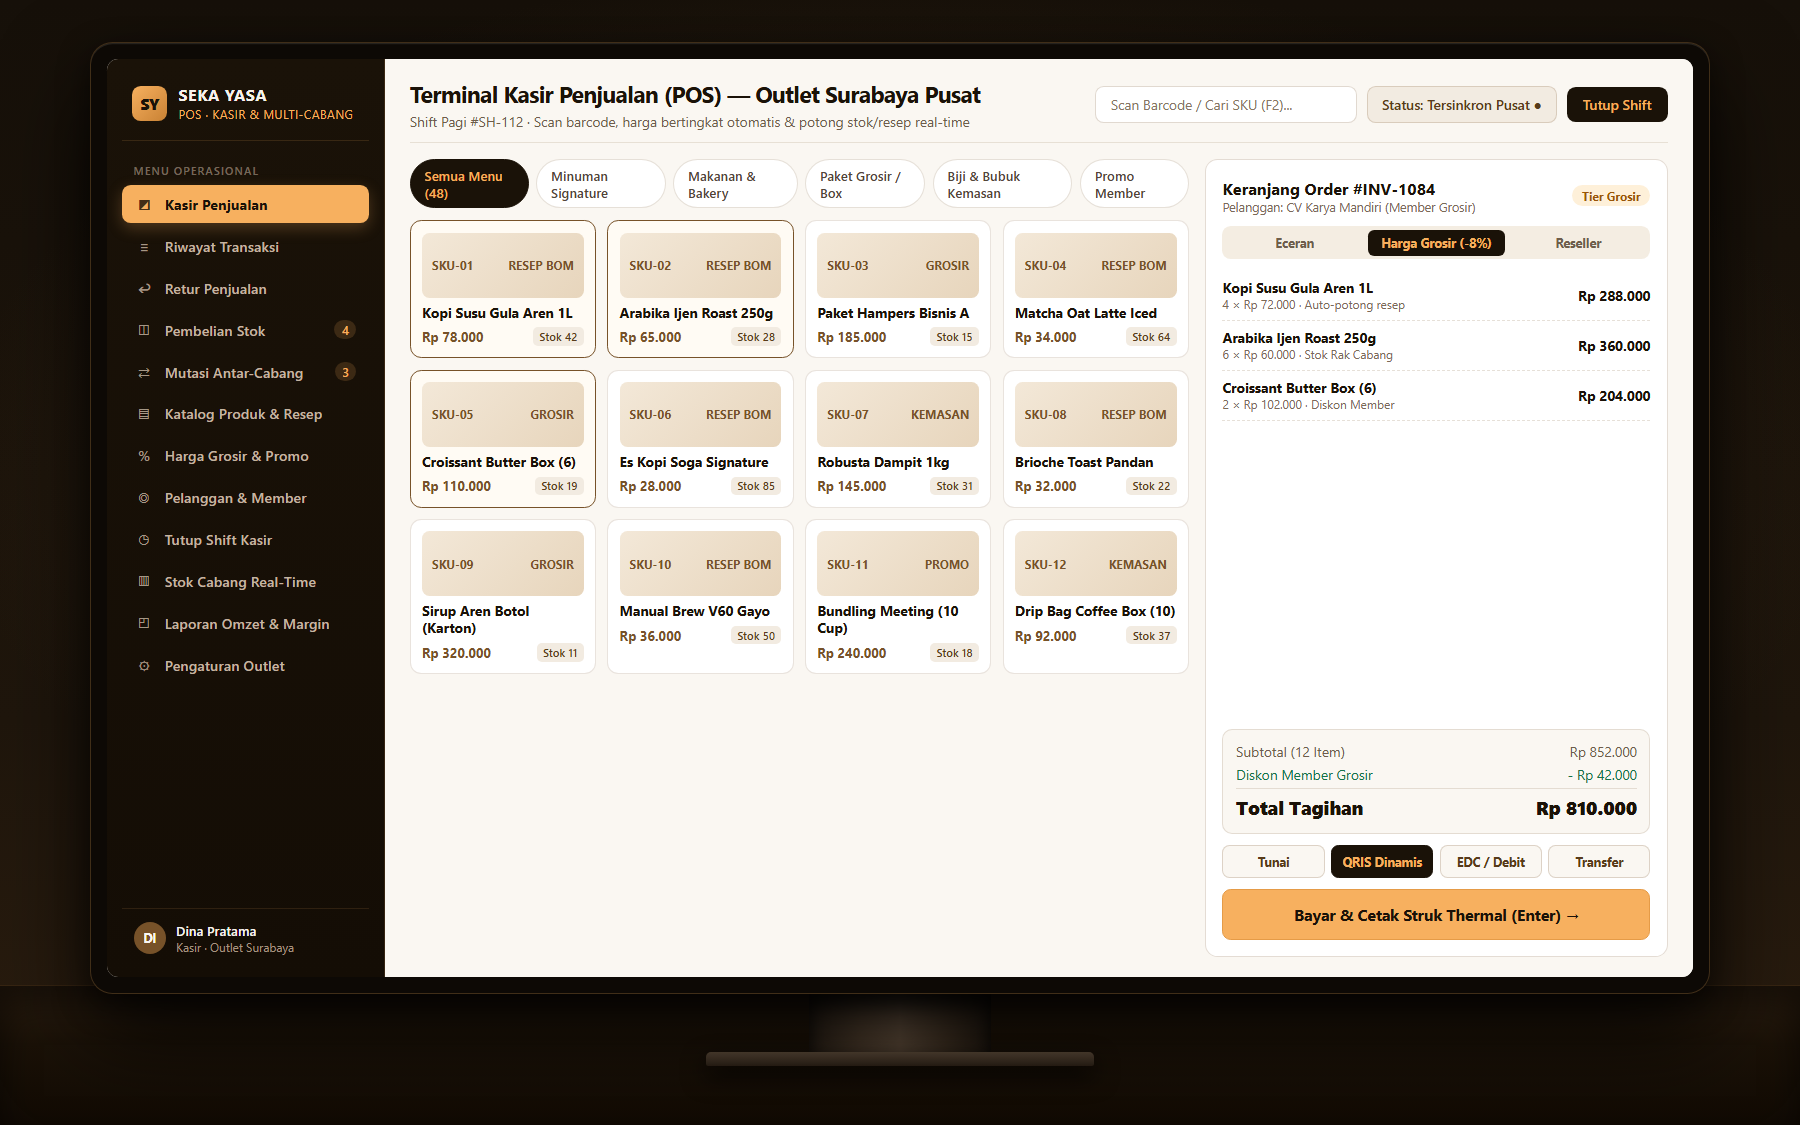 SY
SEKA YASA
POS · KASIR & MULTI-CABANG
MENU OPERASIONAL
Kasir Penjualan
Riwayat Transaksi
Retur Penjualan
Pembelian Stok 4
Mutasi Antar-Cabang 3
Katalog Produk & Resep
% Harga Grosir & Promo
Pelanggan & Member
Tutup Shift Kasir
Stok Cabang Real-Time
Laporan Omzet & Margin
Pengaturan Outlet
DI
Dina Pratama
Kasir · Outlet Surabaya
Terminal Kasir Penjualan (POS) — Outlet Surabaya Pusat
Shift Pagi #SH-112 · Scan barcode, harga bertingkat otomatis & potong stok/resep real-time
Scan Barcode / Cari SKU (F2)...
Status: Tersinkron Pusat ●
Tutup Shift
Semua Menu
(48)
Minuman
Signature
Makanan &
Bakery
Paket Grosir /
Box
Biji & Bubuk
Kemasan
Promo
Member
SKU-01 RESEP BOM
Kopi Susu Gula Aren 1L
Rp 78.000 Stok 42
SKU-02 RESEP BOM
Arabika Ijen Roast 250g
Rp 65.000 Stok 28
SKU-03 GROSIR
Paket Hampers Bisnis A
Rp 185.000 Stok 15
SKU-04 RESEP BOM
Matcha Oat Latte Iced
Rp 34.000 Stok 64
SKU-05 GROSIR
Croissant Butter Box (6)
Rp 110.000 Stok 19
SKU-06 RESEP BOM
Es Kopi Soga Signature
Rp 28.000 Stok 85
SKU-07 KEMASAN
Robusta Dampit 1kg
Rp 145.000 Stok 31
SKU-08 RESEP BOM
Brioche Toast Pandan
Rp 32.000 Stok 22
SKU-09 GROSIR
Sirup Aren Botol
(Karton)
Rp 320.000 Stok 11
SKU-10 RESEP BOM
Manual Brew V60 Gayo
Rp 36.000 Stok 50
SKU-11 PROMO
Bundling Meeting (10
Cup)
Rp 240.000 Stok 18
SKU-12 KEMASAN
Drip Bag Coffee Box (10)
Rp 92.000 Stok 37
Keranjang Order #INV-1084
Pelanggan: CV Karya Mandiri (Member Grosir)
Tier Grosir
Eceran Harga Grosir (-8%) Reseller
Kopi Susu Gula Aren 1L
4 × Rp 72.000 · Auto-potong resep
Rp 288.000
Arabika Ijen Roast 250g
6 × Rp 60.000 · Stok Rak Cabang
Rp 360.000
Croissant Butter Box (6)
2 × Rp 102.000 · Diskon Member
Rp 204.000
Subtotal (12 Item) Rp 852.000
Diskon Member Grosir - Rp 42.000
Total Tagihan Rp 810.000
Tunai QRIS Dinamis EDC / Debit Transfer
Bayar & Cetak Struk Thermal (Enter) →